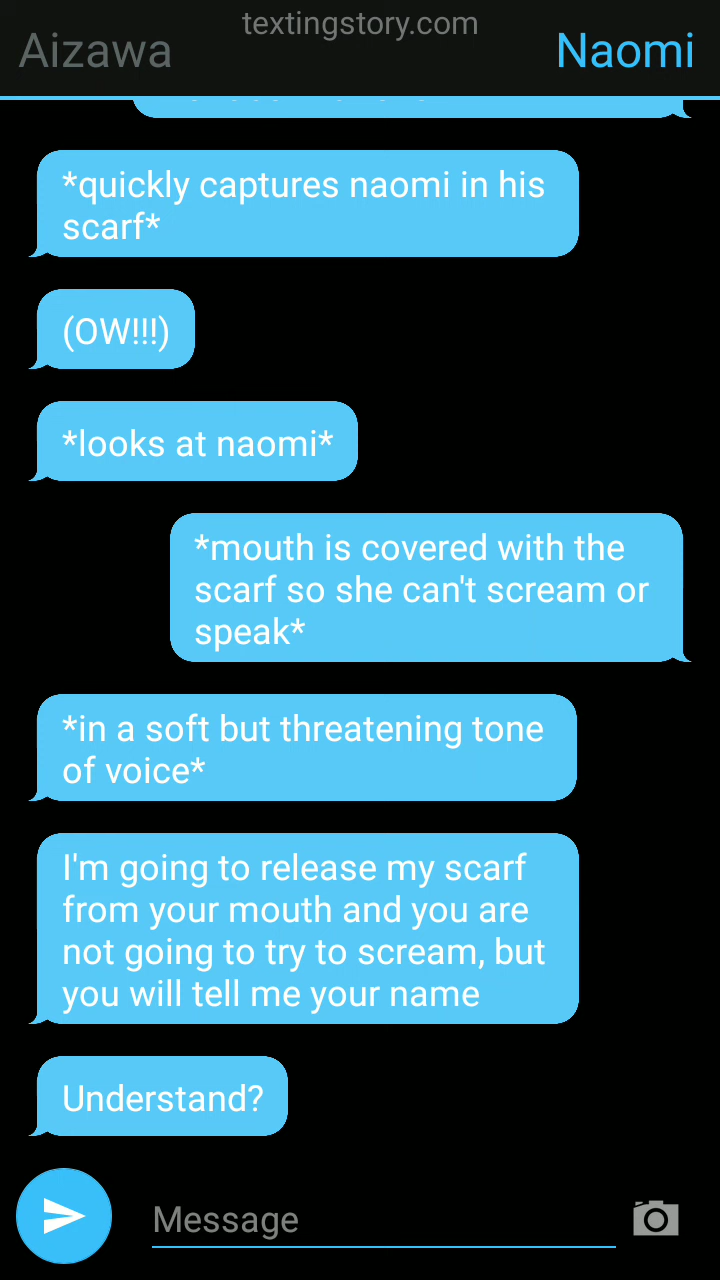 textingstory.com
Aizawa
Naomi
*quickly captures naomi in his
scarf*
(OW!!!)
*looks at naomi*
*mouth is covered with the
scarf so she can't scream or
speak*
*in a soft but threatening tone
of voice*
I'm going to release my scarf
from your mouth and you are
not going to try to scream, but
you will tell me your name
Understand?
Message